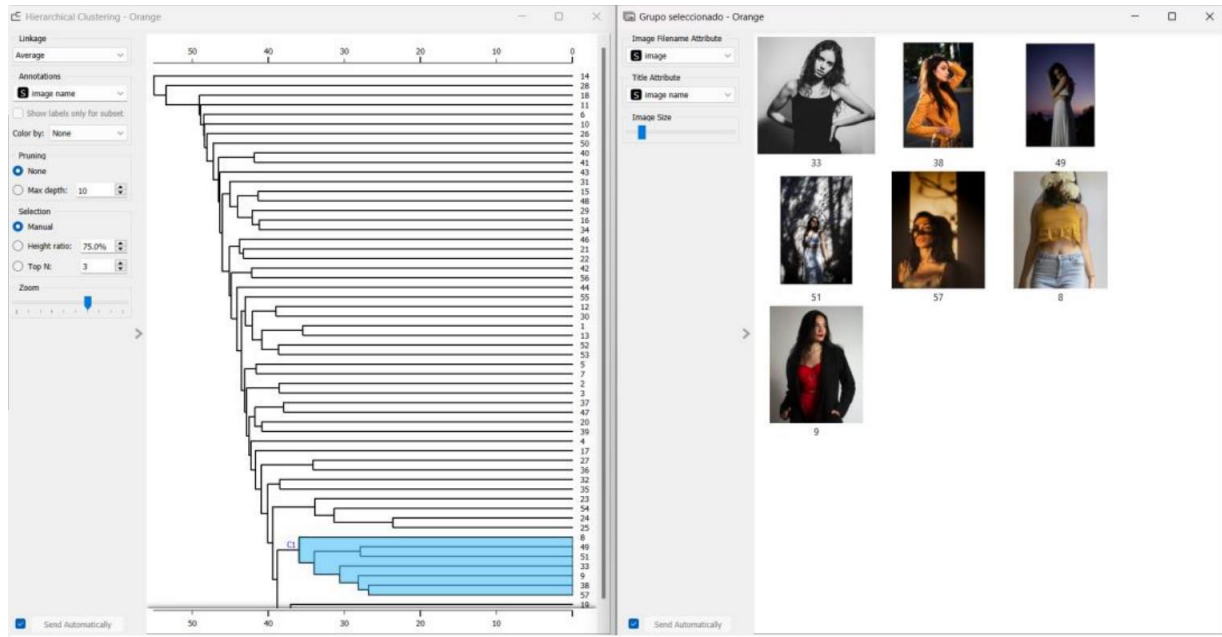 Hierarchical Clustering - Orange
Linkage
Average
Annotations
S image name
Show labels only for subset
Color by: None
Pruning
None
Max depth: 10
Selection
Manual
Height ratio: 75.0%
Top N: 3
Zoom
Send Automatically
50 40 30 20 10 0
14
28
18
11
6
10
26
50
40
41
43
31
15
48
29
16
34
46
21
22
42
56
44
55
12
30
1
13
52
53
5
7
2
3
37
47
20
39
4
17
27
36
32
35
23
54
24
25
C1
8
49
51
33
9
38
57
19
50 40 30 20 10 0
Grupo seleccionado - Orange
Image Filename Attribute
S image
Title Attribute
S image name
Image Size
Send Automatically
33 38 49
51 57 8
9